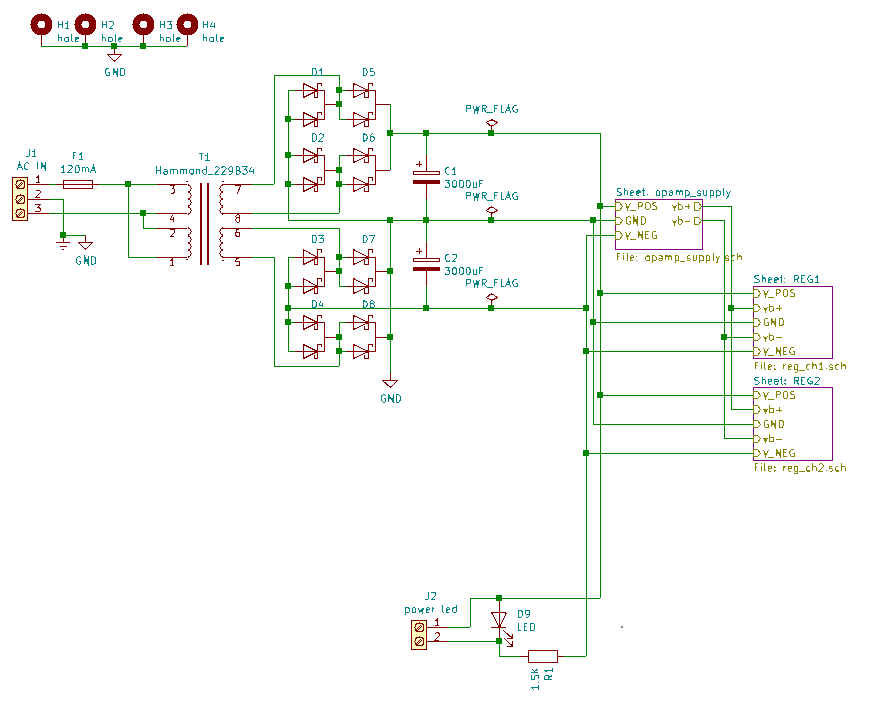 H1 H2 H3 H4
hole hole hole hole
GND
D1 D5
PWR_FLAG
D2 D6
J1
AC IN
F1
120mA
T1
Hammond_229B34
1
2
3
3 7
4 8
2 6
1 5
C1
3000uF
PWR_FLAG
GND
D3 D7
C2
3000uF
PWR_FLAG
D4 D8
GND
Sheet: opamp_supply
V_POS vb+
GND vb-
V_NEG
File: opamp_supply.sch
Sheet: REG1
V_POS
vb+
GND
vb-
V_NEG
File: reg_ch1.sch
Sheet: REG2
V_POS
vb+
GND
vb-
V_NEG
File: reg_ch2.sch
J2
power led
1
2
D9
LED
1.5K
R1